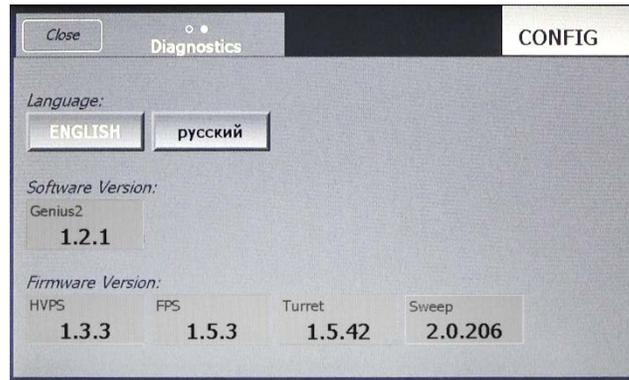 Close
Diagnostics
CONFIG
Language:
ENGLISH
русский
Software Version:
Genius2
1.2.1
Firmware Version:
HVPS
1.3.3
FPS
1.5.3
Turret
1.5.42
Sweep
2.0.206